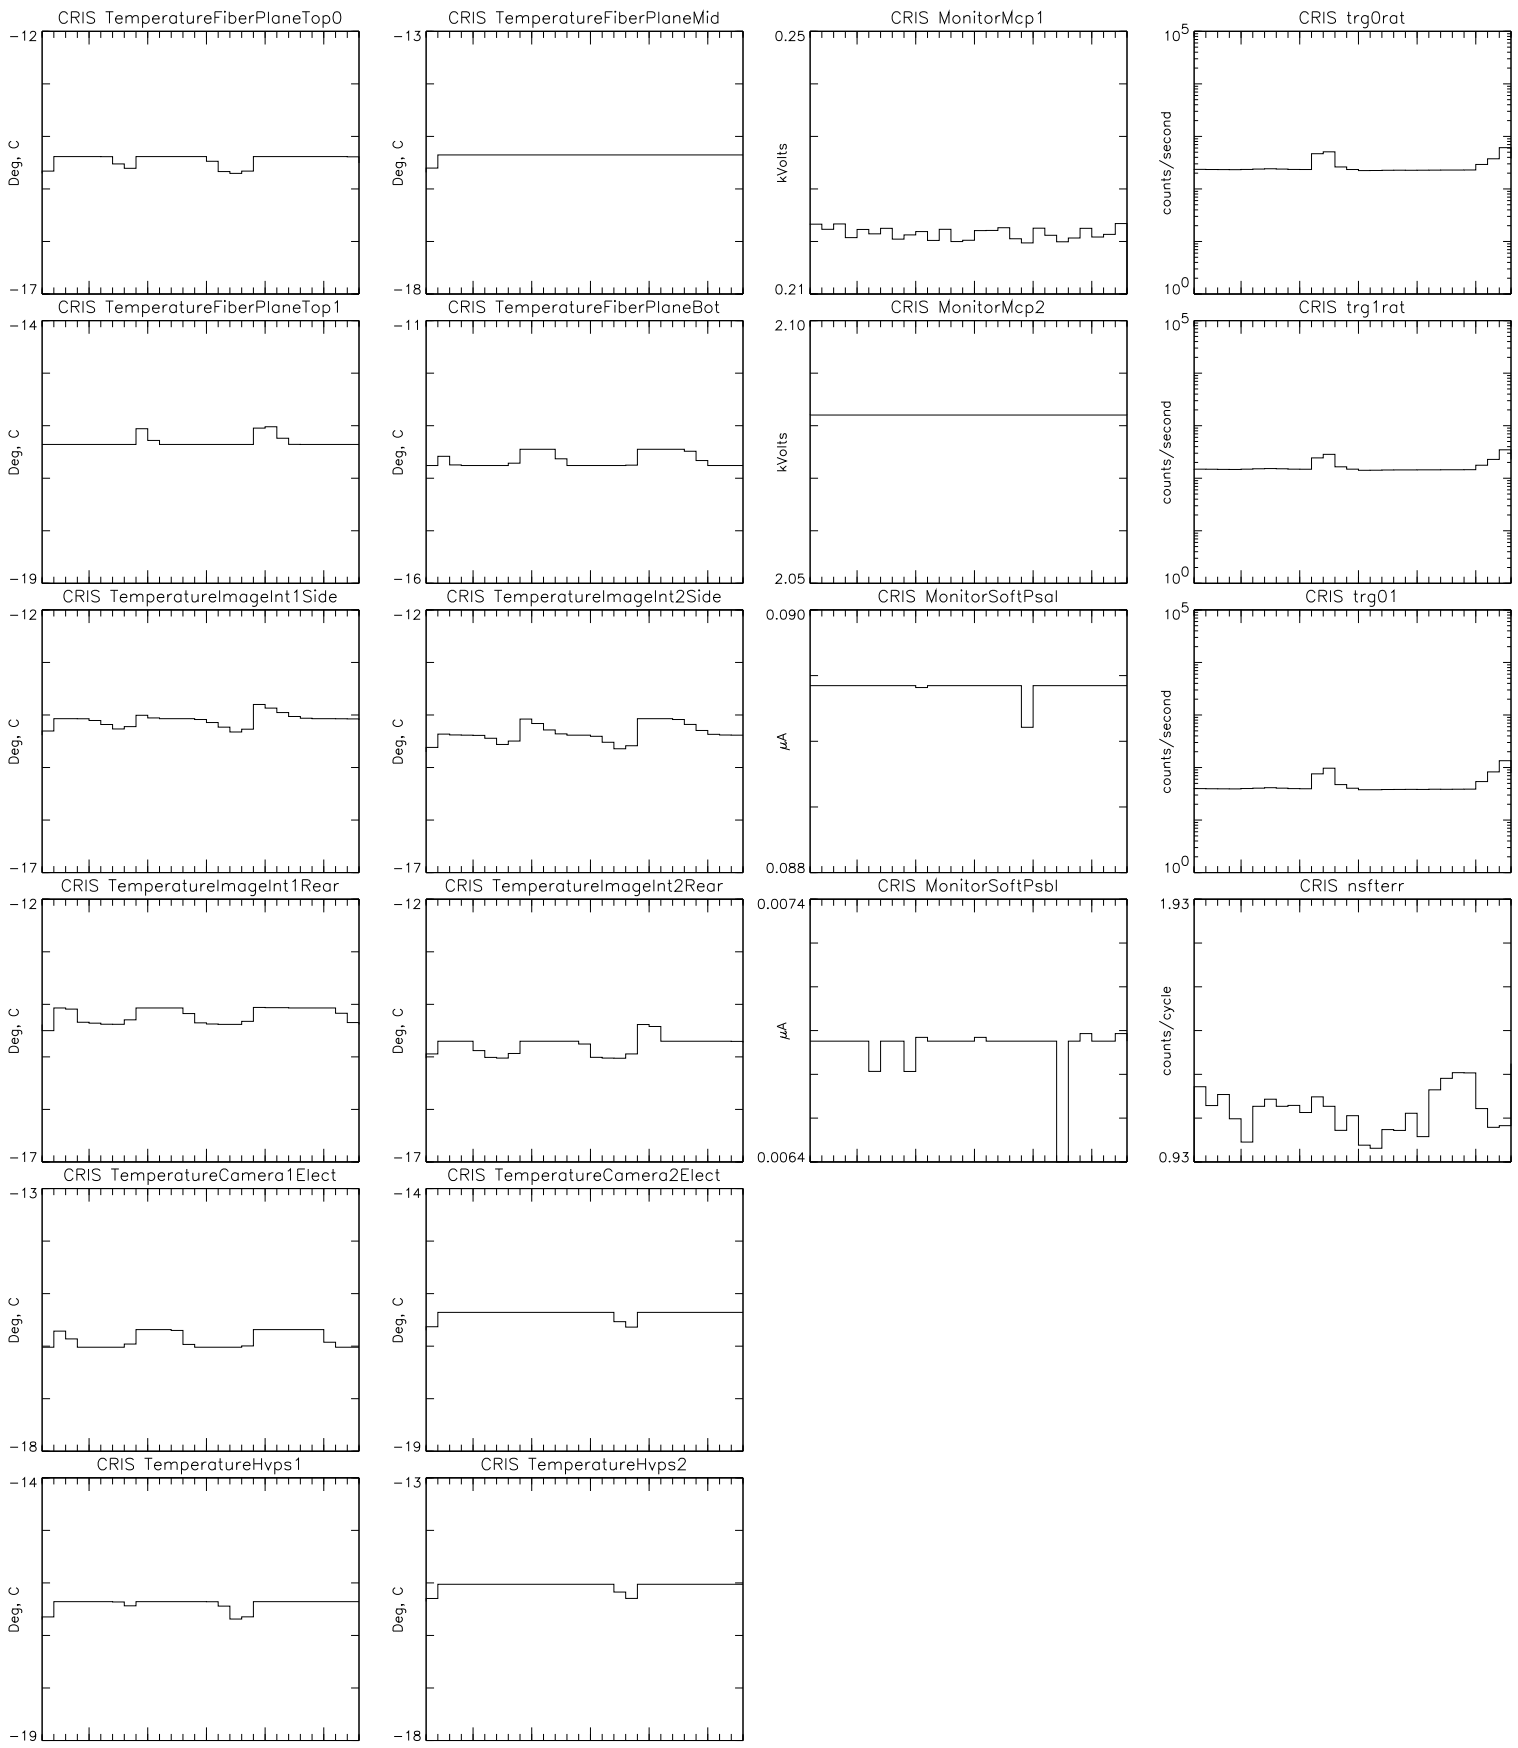 CRIS TemperatureFiberPlaneTop0
-12
Deg, C
-17
CRIS TemperatureFiberPlaneMid
-13
Deg, C
-18
CRIS MonitorMcp1
0.25
kVolts
0.21
CRIS trg0rat
10^5
counts/second
10^0
CRIS TemperatureFiberPlaneTop1
-14
Deg, C
-19
CRIS TemperatureFiberPlaneBot
-11
Deg, C
-16
CRIS MonitorMcp2
2.10
kVolts
2.05
CRIS trg1rat
10^5
counts/second
10^0
CRIS TemperatureImageInt1Side
-12
Deg, C
-17
CRIS TemperatureImageInt2Side
-12
Deg, C
-17
CRIS MonitorSoftPsaI
0.090
μA
0.088
CRIS trg01
10^5
counts/second
10^0
CRIS TemperatureImageInt1Rear
-12
Deg, C
-17
CRIS TemperatureImageInt2Rear
-12
Deg, C
-17
CRIS MonitorSoftPsbI
0.0074
μA
0.0064
CRIS nsfterr
1.93
counts/cycle
0.93
CRIS TemperatureCamera1Elect
-13
Deg, C
-18
CRIS TemperatureCamera2Elect
-14
Deg, C
-19
CRIS TemperatureHvps1
-14
Deg, C
-19
CRIS TemperatureHvps2
-13
Deg, C
-18